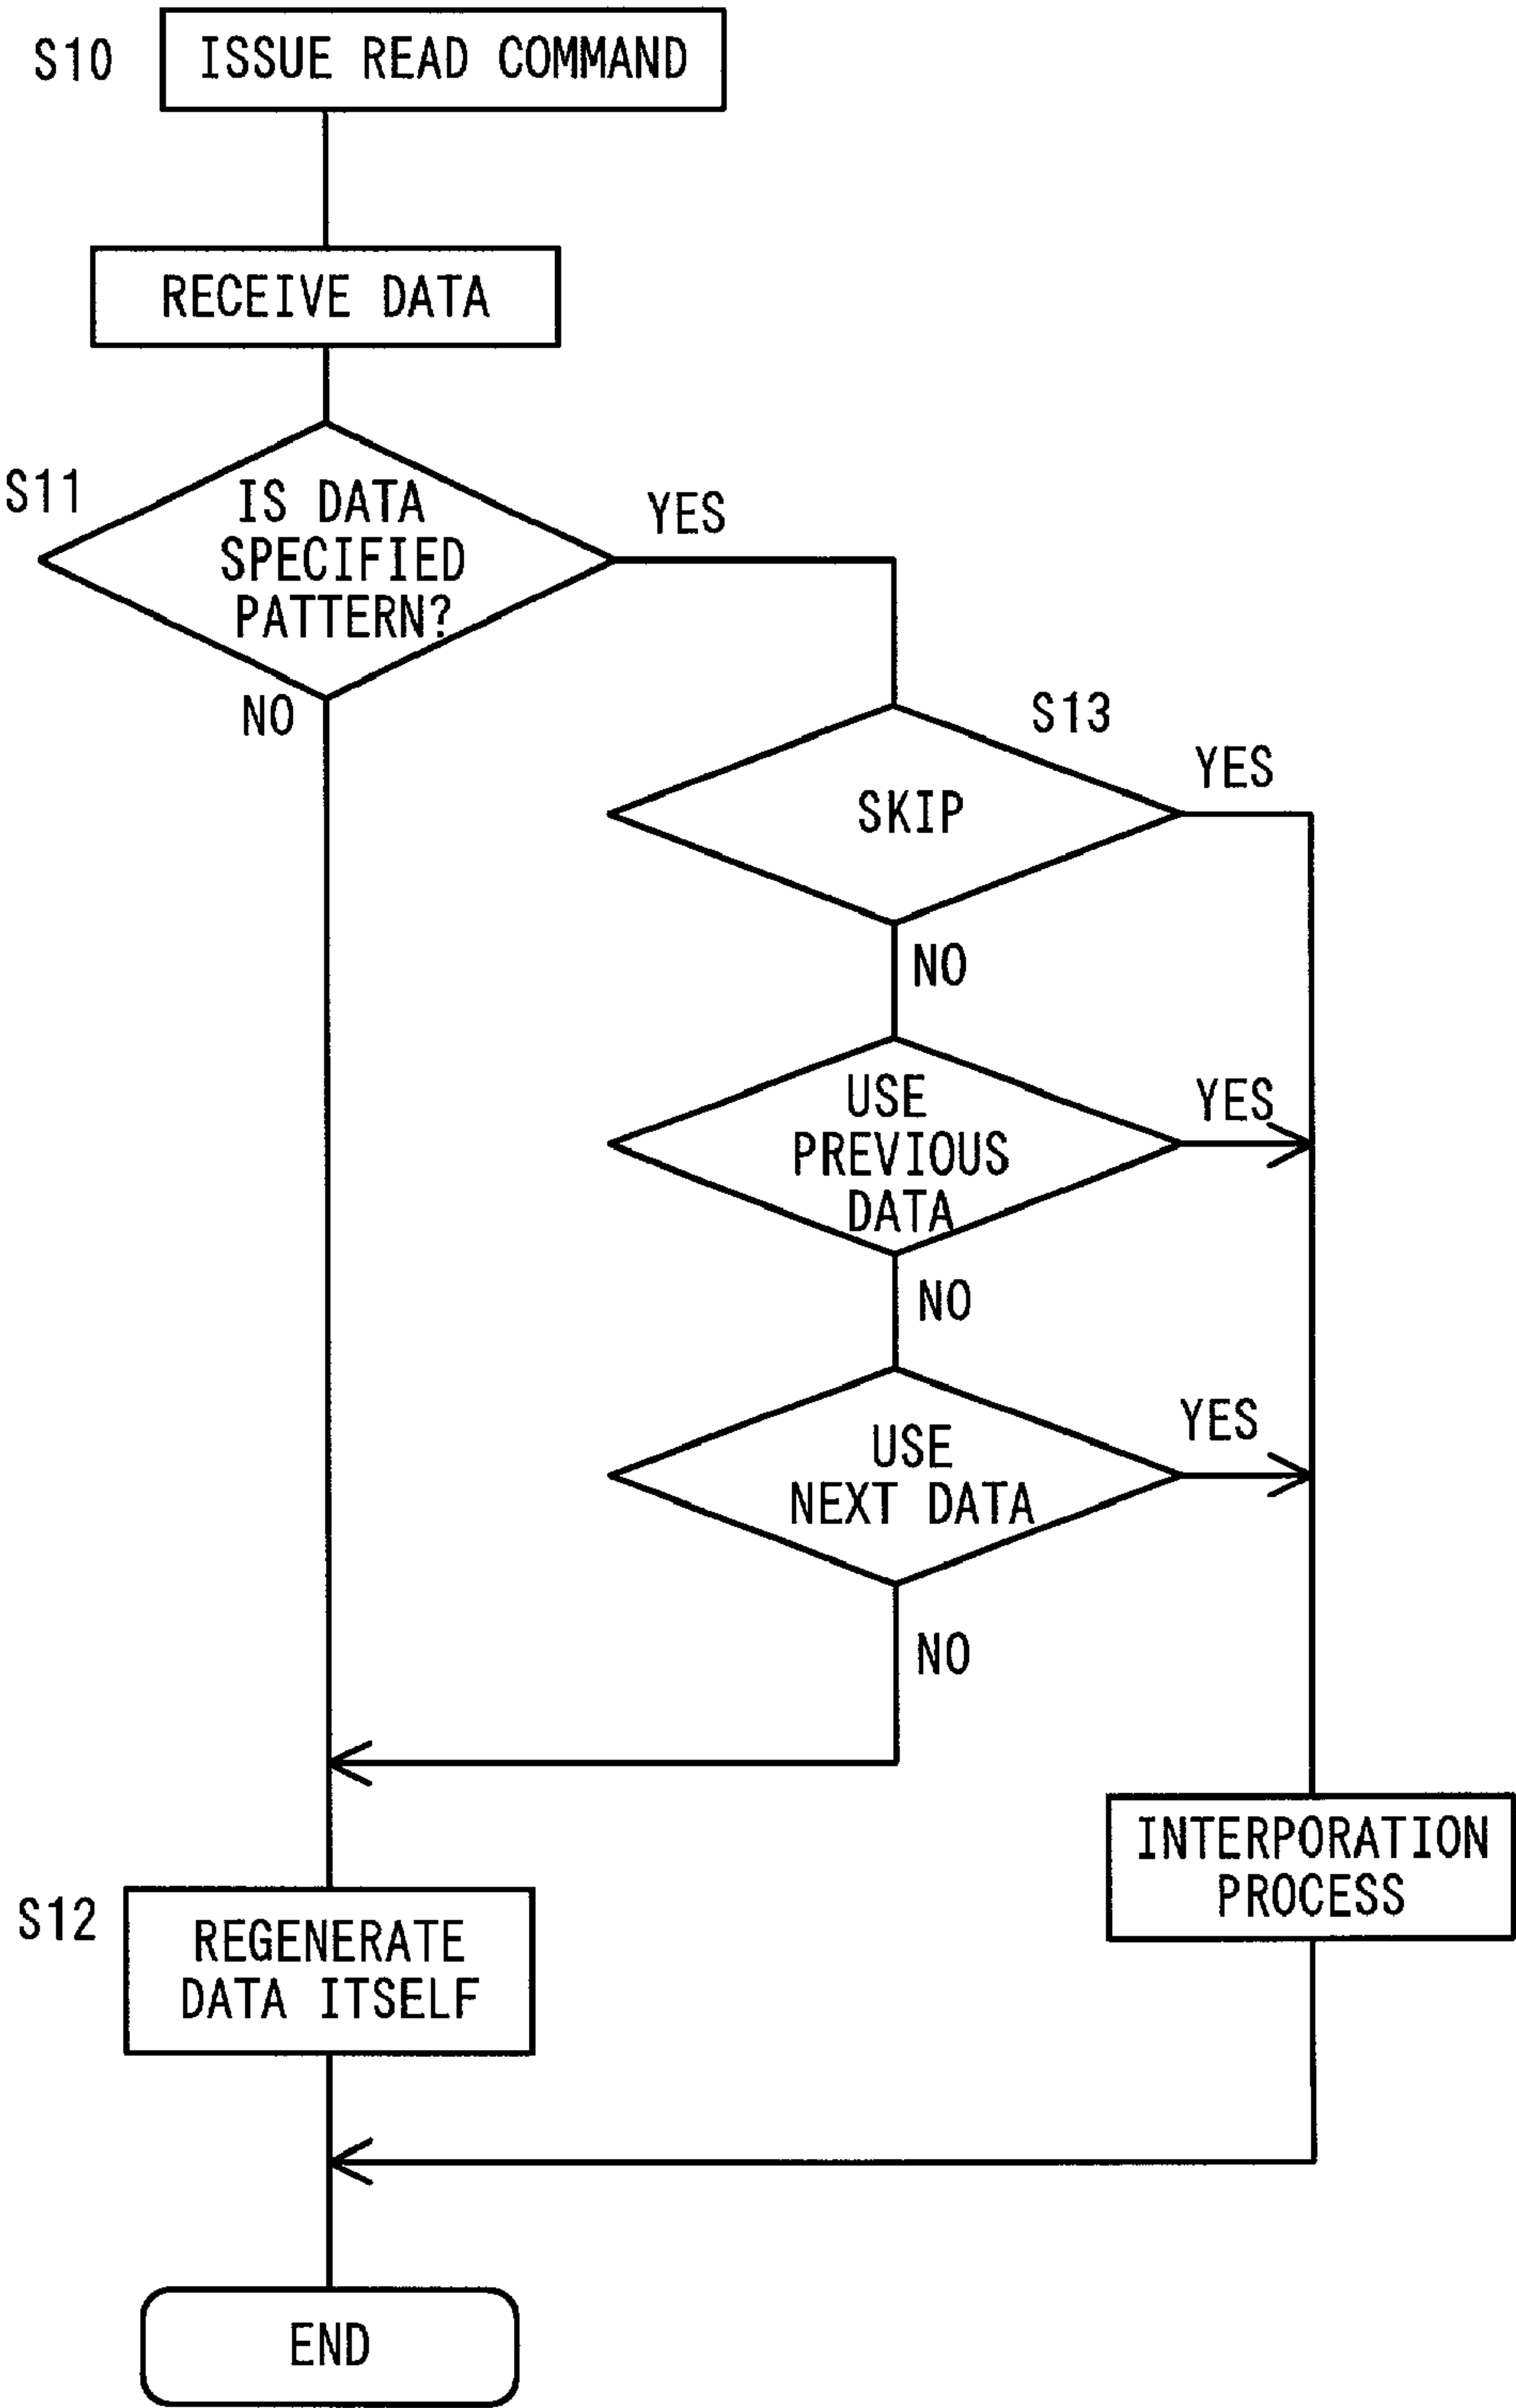 S10
ISSUE READ COMMAND
RECEIVE DATA
S11
IS DATA
SPECIFIED
PATTERN?
YES
NO
S13
SKIP
YES
NO
USE
PREVIOUS
DATA
YES
NO
USE
NEXT DATA
YES
NO
INTERPORATION
PROCESS
S12
REGENERATE
DATA ITSELF
END